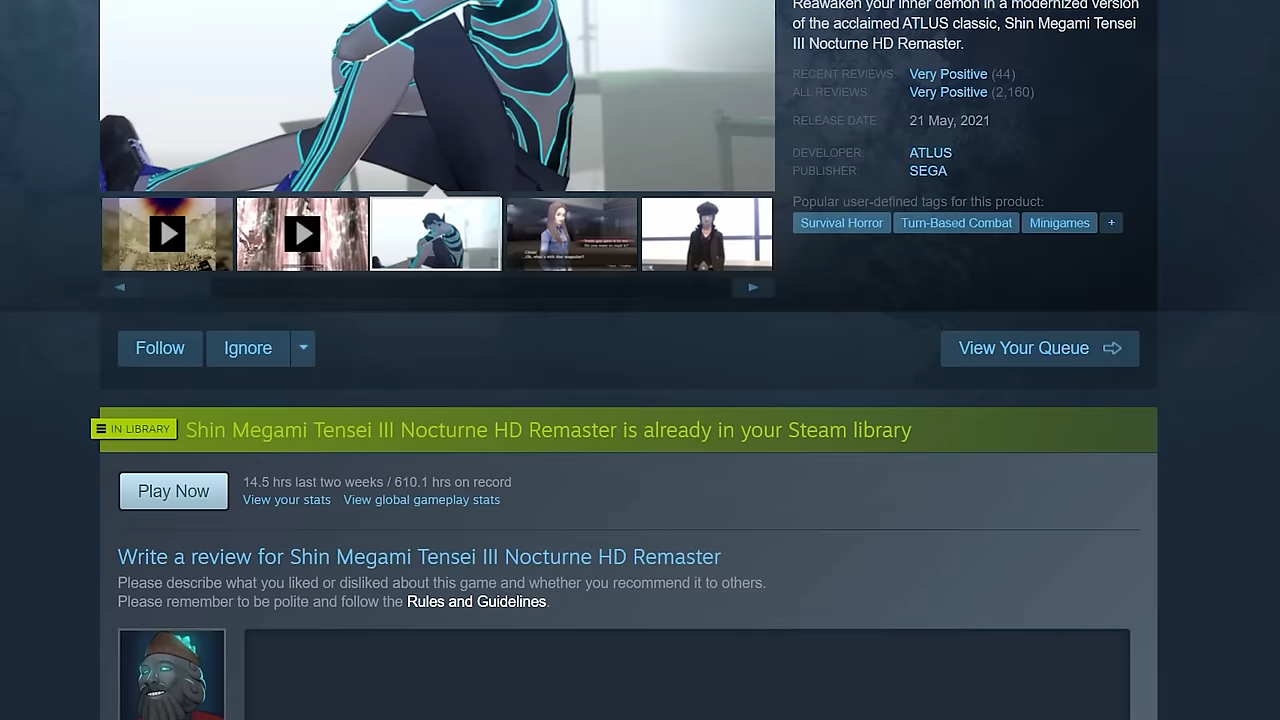 Reawaken your inner demon in a modernized version
of the acclaimed ATLUS classic, Shin Megami Tensei
III Nocturne HD Remaster.
RECENT REVIEWS: Very Positive (44)
ALL REVIEWS: Very Positive (2,160)
RELEASE DATE: 21 May, 2021
DEVELOPER: ATLUS
PUBLISHER: SEGA
Popular user-defined tags for this product:
Survival Horror Turn-Based Combat Minigames +
Follow Ignore View Your Queue
IN LIBRARY Shin Megami Tensei III Nocturne HD Remaster is already in your Steam library
Play Now 14.5 hrs last two weeks / 610.1 hrs on record
View your stats View global gameplay stats
Write a review for Shin Megami Tensei III Nocturne HD Remaster
Please describe what you liked or disliked about this game and whether you recommend it to others.
Please remember to be polite and follow the Rules and Guidelines.